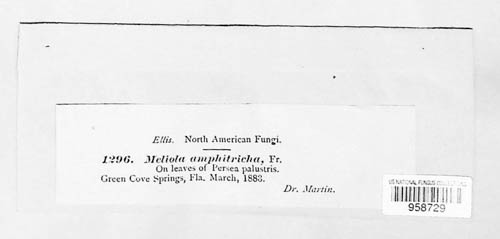 Ellis. North American Fungi.
1296. Meliola amphitricha, Fr.
On leaves of Persea palustris.
Green Cove Springs, Fla. March, 1883.
Dr. Martin.
US NATIONAL FUNGUS COLLECTIONS
958729